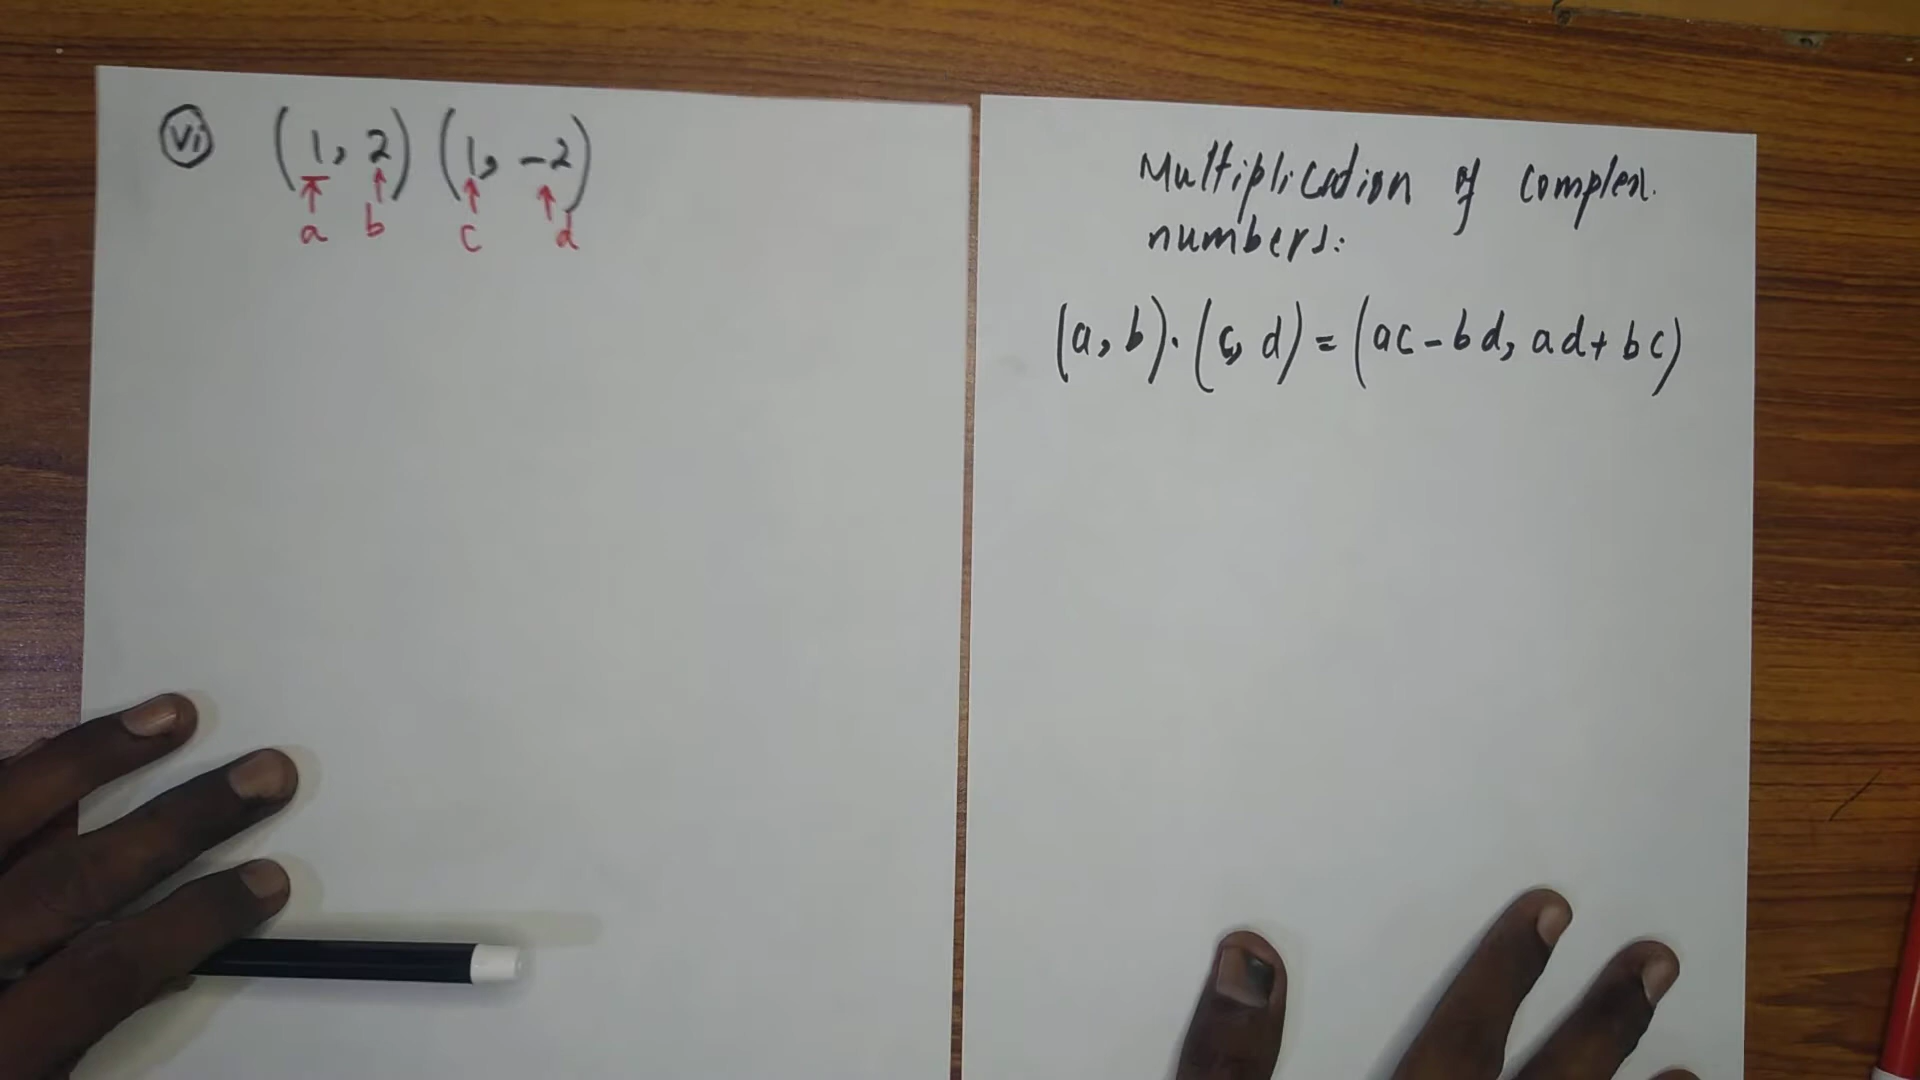 vi (1, 2) (1, -2)
a b c d
Multiplication of complex.
numbers:
(a, b) . (c, d) = (ac - bd, ad + bc)